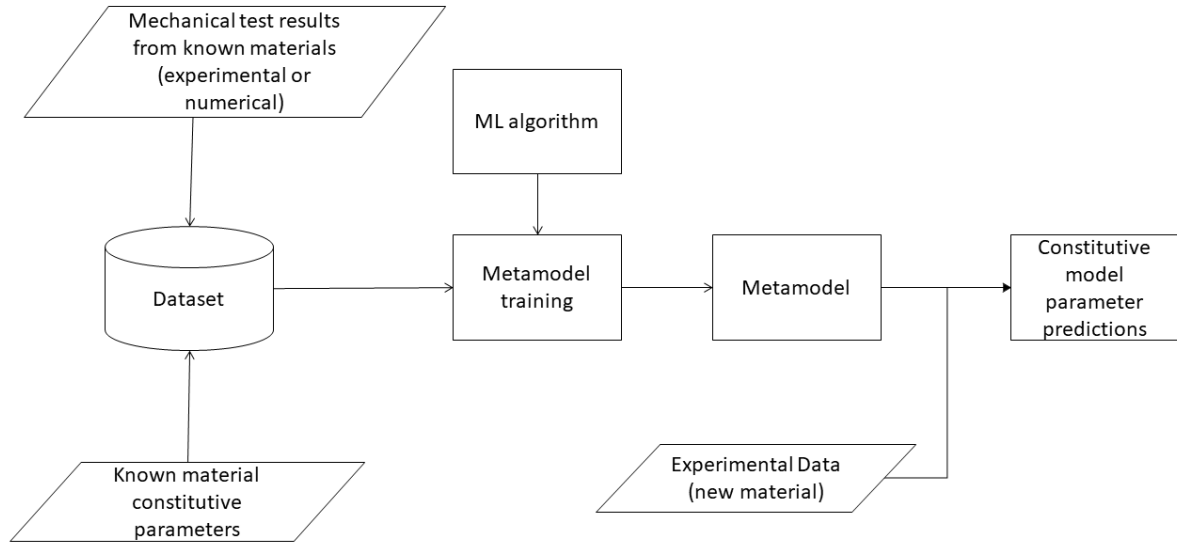 Mechanical test results
from known materials
(experimental or
numerical)
ML algorithm
Dataset
Metamodel
training
Metamodel
Constitutive
model
parameter
predictions
Known material
constitutive
parameters
Experimental Data
(new material)